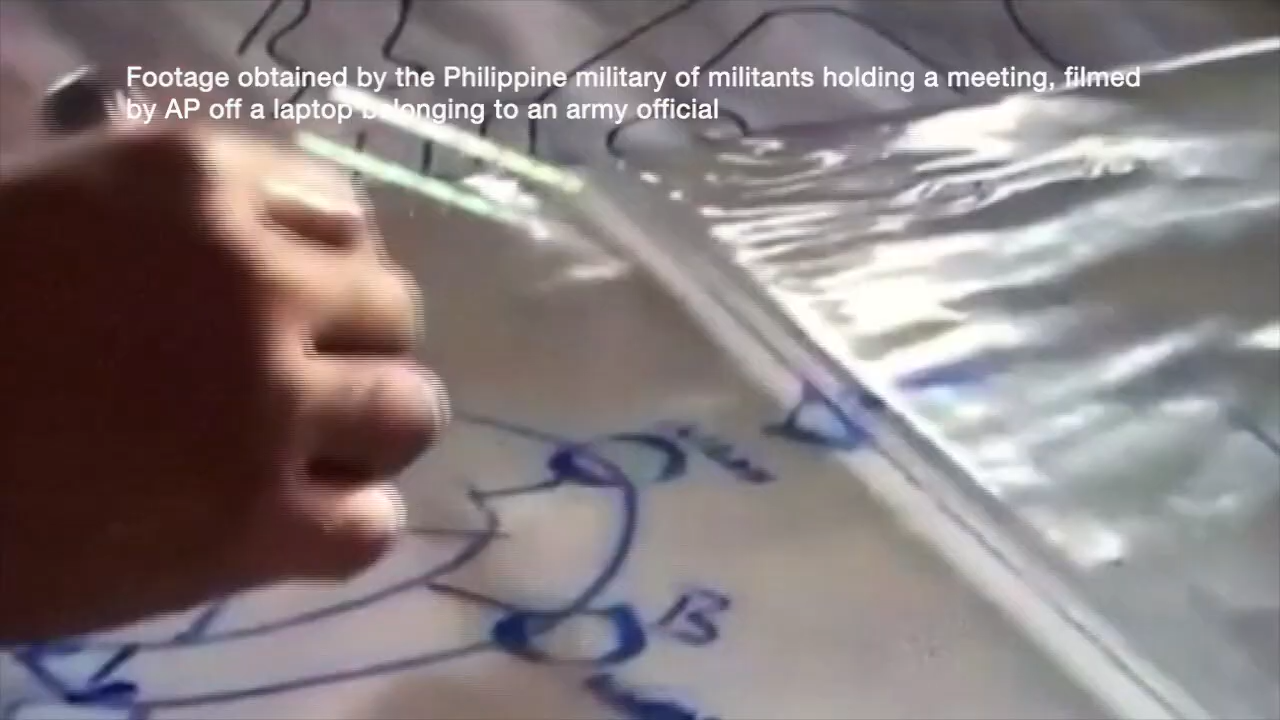 Footage obtained by the Philippine military of militants holding a meeting, filmed
by AP off a laptop belonging to an army official
B